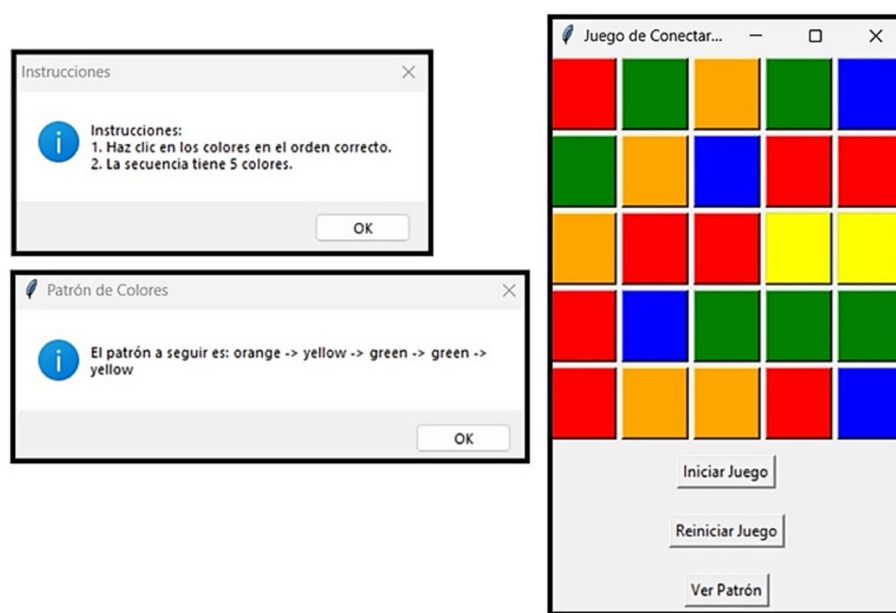 Instrucciones
Instrucciones:
1. Haz clic en los colores en el orden correcto.
2. La secuencia tiene 5 colores.
OK
Patrón de Colores
El patrón a seguir es: orange -> yellow -> green -> green ->
yellow
OK
Juego de Conectar...
Iniciar Juego
Reiniciar Juego
Ver Patrón